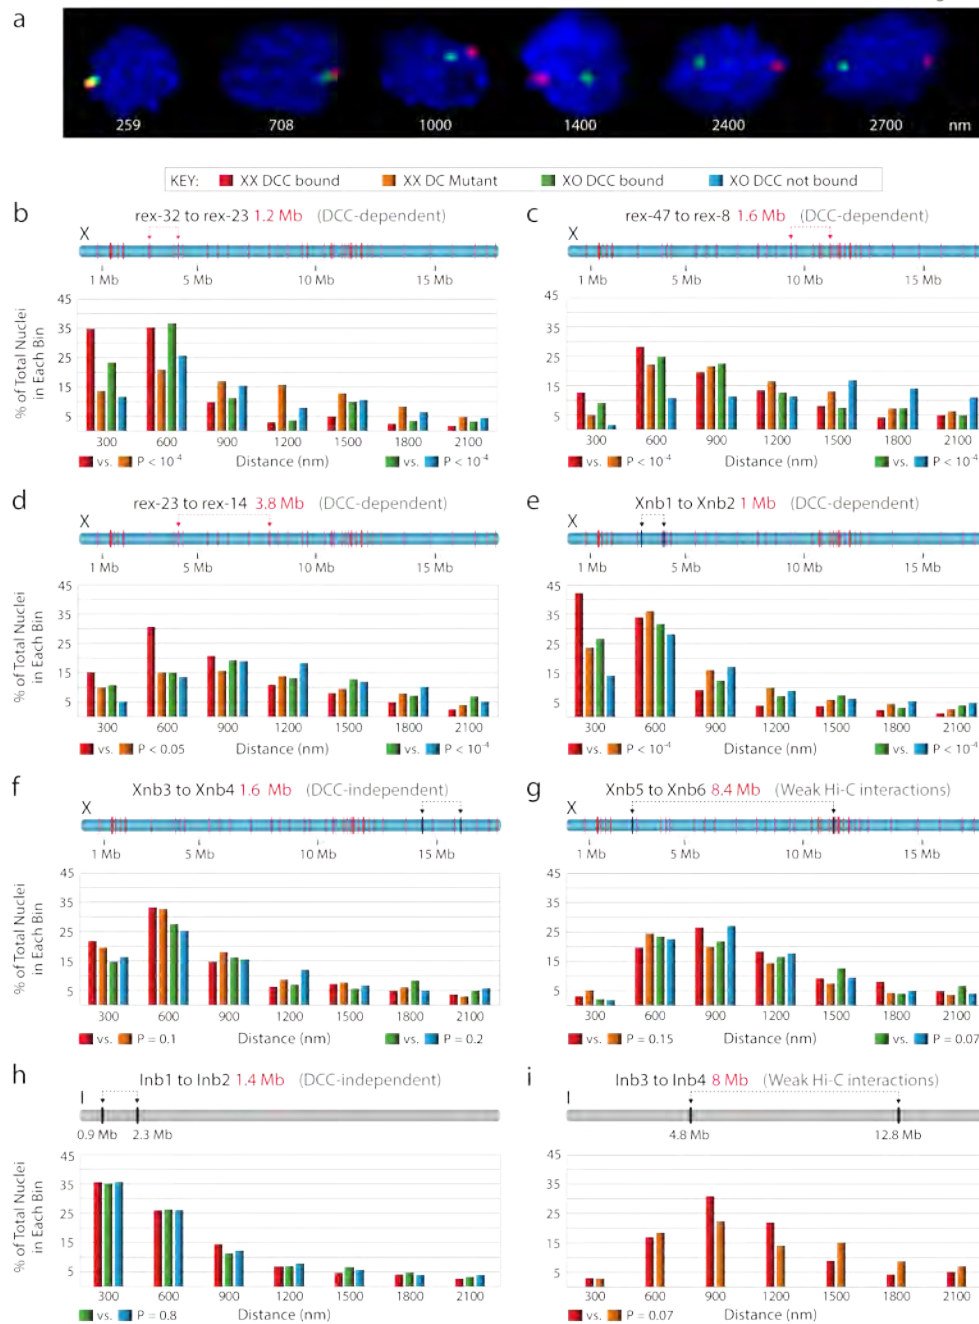 a
259 708 1000 1400 2400 2700 nm
KEY: XX DCC bound XX DC Mutant XO DCC bound XO DCC not bound
b
rex-32 to rex-23 1.2 Mb (DCC-dependent)
X
1 Mb 5 Mb 10 Mb 15 Mb
% of Total Nuclei
in Each Bin
45
35
25
15
5
300 600 900 1200 1500 1800 2100
Distance (nm)
vs. P < 10⁻⁴ vs. P < 10⁻⁴
c
rex-47 to rex-8 1.6 Mb (DCC-dependent)
X
1 Mb 5 Mb 10 Mb 15 Mb
45
35
25
15
5
300 600 900 1200 1500 1800 2100
Distance (nm)
vs. P < 10⁻⁴ vs. P < 10⁻⁴
d
rex-23 to rex-14 3.8 Mb (DCC-dependent)
X
1 Mb 5 Mb 10 Mb 15 Mb
% of Total Nuclei
in Each Bin
45
35
25
15
5
300 600 900 1200 1500 1800 2100
Distance (nm)
vs. P < 0.05 vs. P < 10⁻⁴
e
Xnb1 to Xnb2 1 Mb (DCC-dependent)
X
1 Mb 5 Mb 10 Mb 15 Mb
45
35
25
15
5
300 600 900 1200 1500 1800 2100
Distance (nm)
vs. P < 10⁻⁴ vs. P < 10⁻⁴
f
Xnb3 to Xnb4 1.6 Mb (DCC-independent)
X
1 Mb 5 Mb 10 Mb 15 Mb
% of Total Nuclei
in Each Bin
45
35
25
15
5
300 600 900 1200 1500 1800 2100
Distance (nm)
vs. P = 0.1 vs. P = 0.2
g
Xnb5 to Xnb6 8.4 Mb (Weak Hi-C interactions)
X
1 Mb 5 Mb 10 Mb 15 Mb
45
35
25
15
5
300 600 900 1200 1500 1800 2100
Distance (nm)
vs. P = 0.15 vs. P = 0.07
h
Inb1 to Inb2 1.4 Mb (DCC-independent)
I
0.9 Mb 2.3 Mb
% of Total Nuclei
in Each Bin
45
35
25
15
5
300 600 900 1200 1500 1800 2100
Distance (nm)
vs. P = 0.8
i
Inb3 to Inb4 8 Mb (Weak Hi-C interactions)
I
4.8 Mb 12.8 Mb
45
35
25
15
5
300 600 900 1200 1500 1800 2100
Distance (nm)
vs. P = 0.07